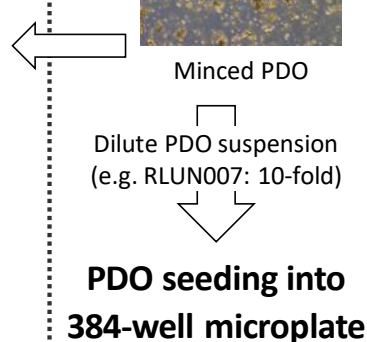 Minced PDO
Dilute PDO suspension
(e.g. RLUN007: 10-fold)
PDO seeding into
384-well microplate